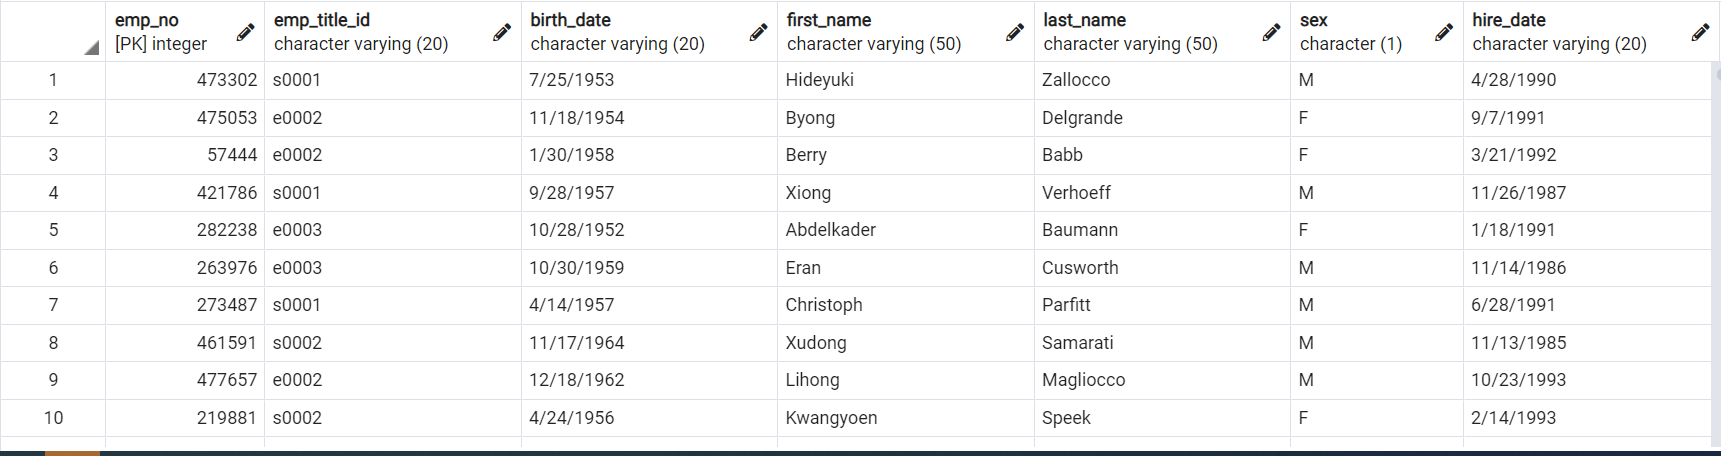 emp_no emp_title_id birth_date first_name last_name sex hire_date
[PK] integer character varying (20) character varying (20) character varying (50) character varying (50) character (1) character varying (20)
1 473302 s0001 7/25/1953 Hideyuki Zallocco M 4/28/1990
2 475053 e0002 11/18/1954 Byong Delgrande F 9/7/1991
3 57444 e0002 1/30/1958 Berry Babb F 3/21/1992
4 421786 s0001 9/28/1957 Xiong Verhoeff M 11/26/1987
5 282238 e0003 10/28/1952 Abdelkader Baumann F 1/18/1991
6 263976 e0003 10/30/1959 Eran Cusworth M 11/14/1986
7 273487 s0001 4/14/1957 Christoph Parfitt M 6/28/1991
8 461591 s0002 11/17/1964 Xudong Samarati M 11/13/1985
9 477657 e0002 12/18/1962 Lihong Magliocco M 10/23/1993
10 219881 s0002 4/24/1956 Kwangyoen Speek F 2/14/1993